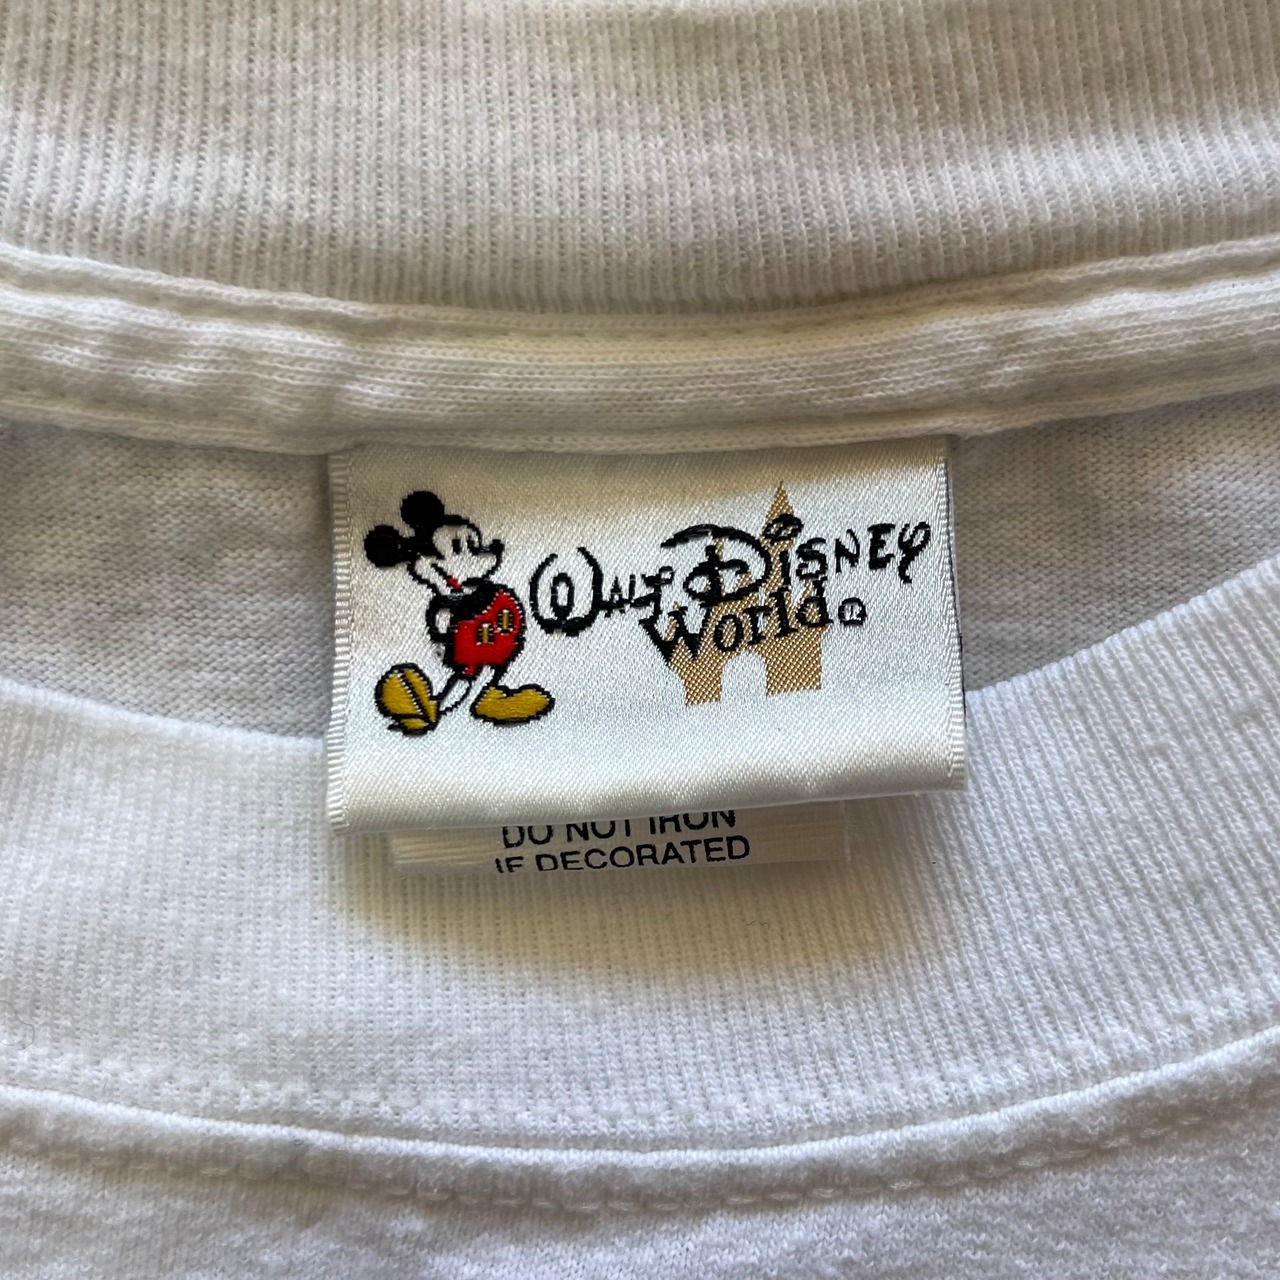 Walt Disney
World®
DO NOT IRON
IF DECORATED